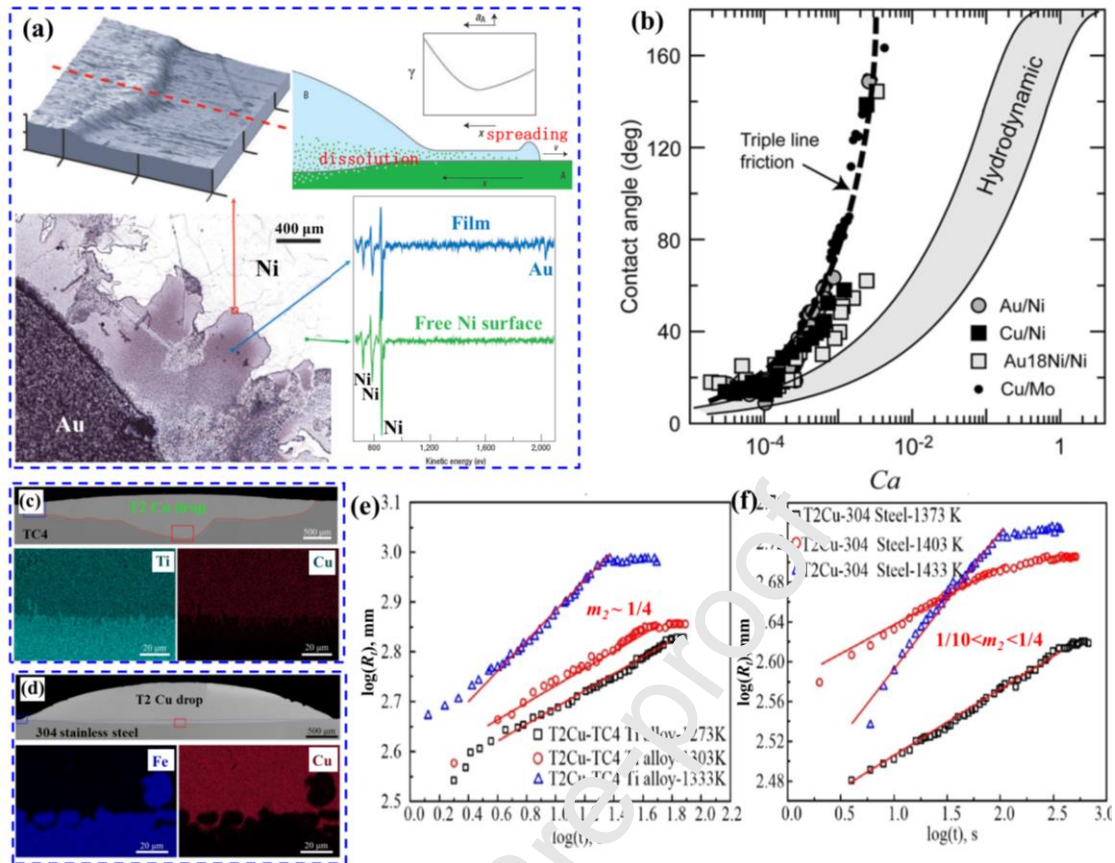 (a)
a_A
γ
x
B
spreading
v
dissolution
x
A
400 μm
Ni
Au
Film
Au
Free Ni surface
Ni
Ni
Ni
800 1,200 1,600 2,000
Kinetic energy (ev)
(b)
Contact angle (deg)
160
120
80
40
0
Triple line
friction
Hydrodynamic
Au/Ni
Cu/Ni
Au18Ni/Ni
Cu/Mo
10⁻⁴ 10⁻² 1
Ca
(c)
T2 Cu drop
TC4
500 μm
Ti
Cu
20 μm
20 μm
(d)
T2 Cu drop
304 stainless steel
500 μm
Fe
Cu
20 μm
20 μm
(e)
3.1
3.0
2.9
2.8
2.7
2.6
2.5
mm
m₂~ 1/4
T2Cu-TC4 Ti alloy-1273K
T2Cu-TC4 Ti alloy-1303K
T2Cu-TC4 Ti alloy-1333K
0.0 0.2 0.4 0.6 0.8 1.0 1.2 1.4 1.6 1.8 2.0 2.2
log(t),
(f)
2.72
2.68
2.64
2.60
2.56
2.52
2.48
mm
T2Cu-304 Steel-1373 K
T2Cu-304 Steel-1403 K
T2Cu-304 Steel-1433 K
1/10<m₂<1/4
0.0 0.5 1.0 1.5 2.0 2.5 3.0
log(t), s